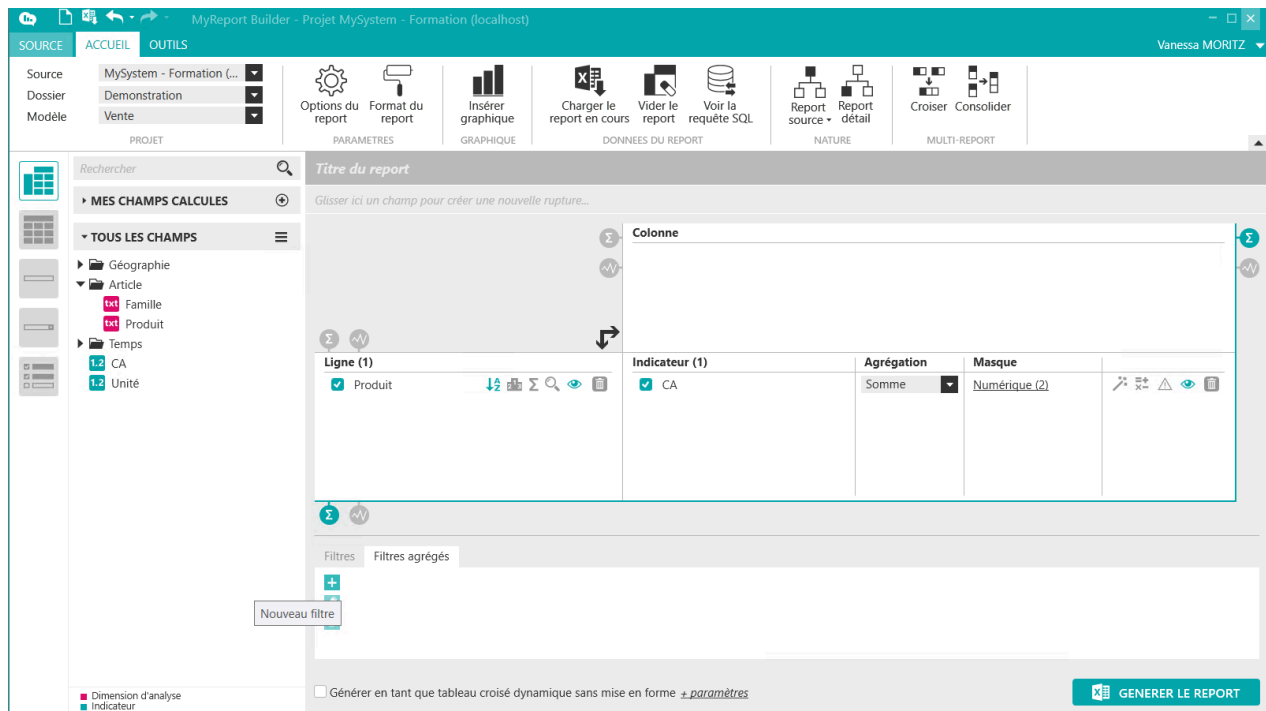 MyReport Builder - Projet MySystem - Formation (localhost)
SOURCE ACCUEIL OUTILS Vanessa MORITZ
Source MySystem - Formation (...
Dossier Demonstration
Modèle Vente
PROJET
Options du report
Format du report
PARAMETRES
Insérer graphique
GRAPHIQUE
Charger le report en cours
Vider le report
Voir la requête SQL
DONNEES DU REPORT
Report source
Report détail
NATURE
Croiser Consolider
MULTI-REPORT
Rechercher
MES CHAMPS CALCULES
TOUS LES CHAMPS
Géographie
Article
txt Famille
txt Produit
Temps
1.2 CA
1.2 Unité
Dimension d'analyse
Indicateur
Titre du report
Glisser ici un champ pour créer une nouvelle rupture...
Colonne
Ligne (1) Indicateur (1) Agrégation Masque
Produit CA Somme Numérique (2)
Filtres Filtres agrégés
Nouveau filtre
Générer en tant que tableau croisé dynamique sans mise en forme + paramètres
GENERER LE REPORT